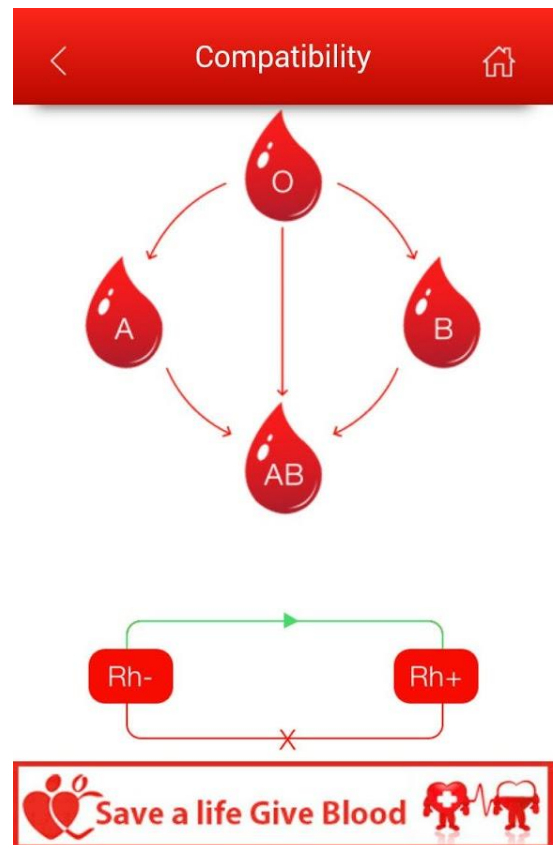 Compatibility
O
A
B
AB
Rh-
Rh+
X
Save a life Give Blood